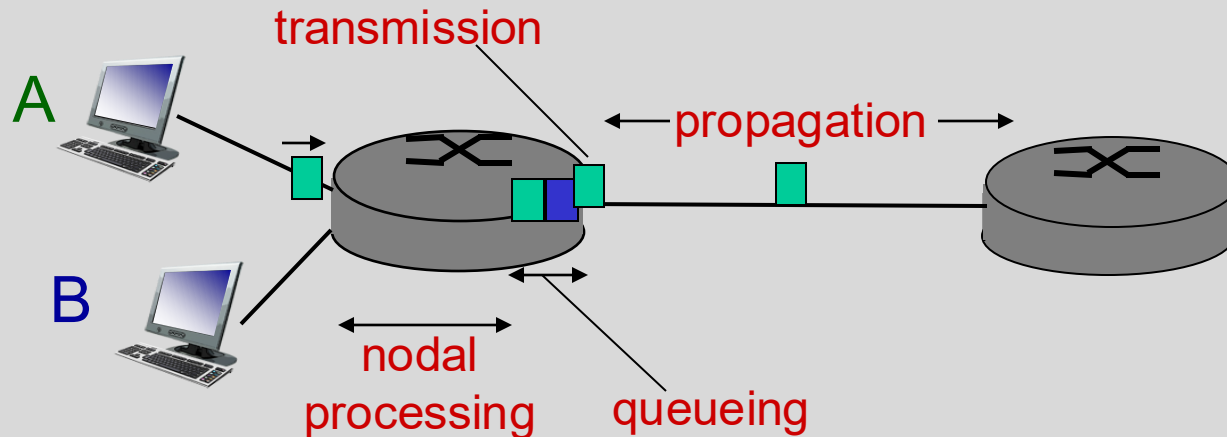 transmission
A
propagation
B
nodal
processing
queueing